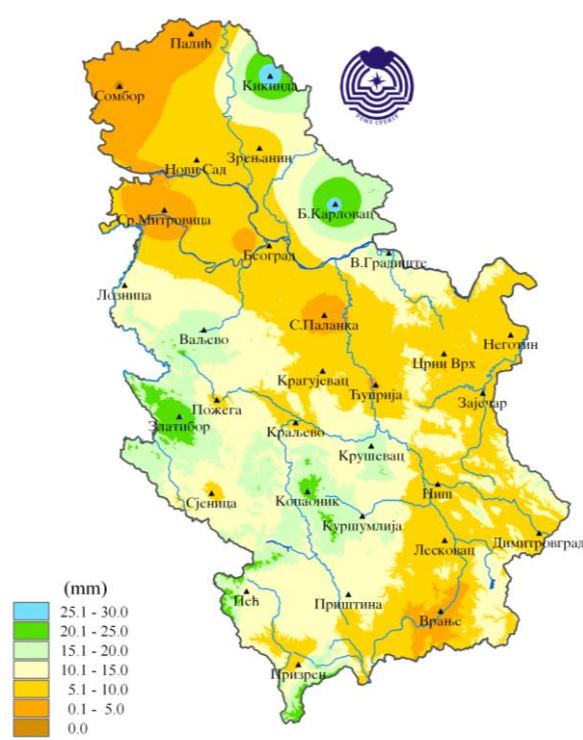 Палић
Кикинда
Сомбор
РХМЗ СРБИЈЕ
Зрењанин
Нови Сад
Б.Карловац
Ср.Митровица
Београд
В.Градиште
Лозница
С.Паланка
Ваљево
Неготин
Црни Врх
Крагујевац
Ћуприја
Зајечар
Пожега
Златибор
Краљево
Крушевац
Ниш
Копаоник
Сјеница
Куршумлија
Димитровград
Лесковац
(mm)
Пећ
Приштина
25.1 - 30.0
Врање
20.1 - 25.0
15.1 - 20.0
10.1 - 15.0
Призрен
5.1 - 10.0
0.1 - 5.0
0.0